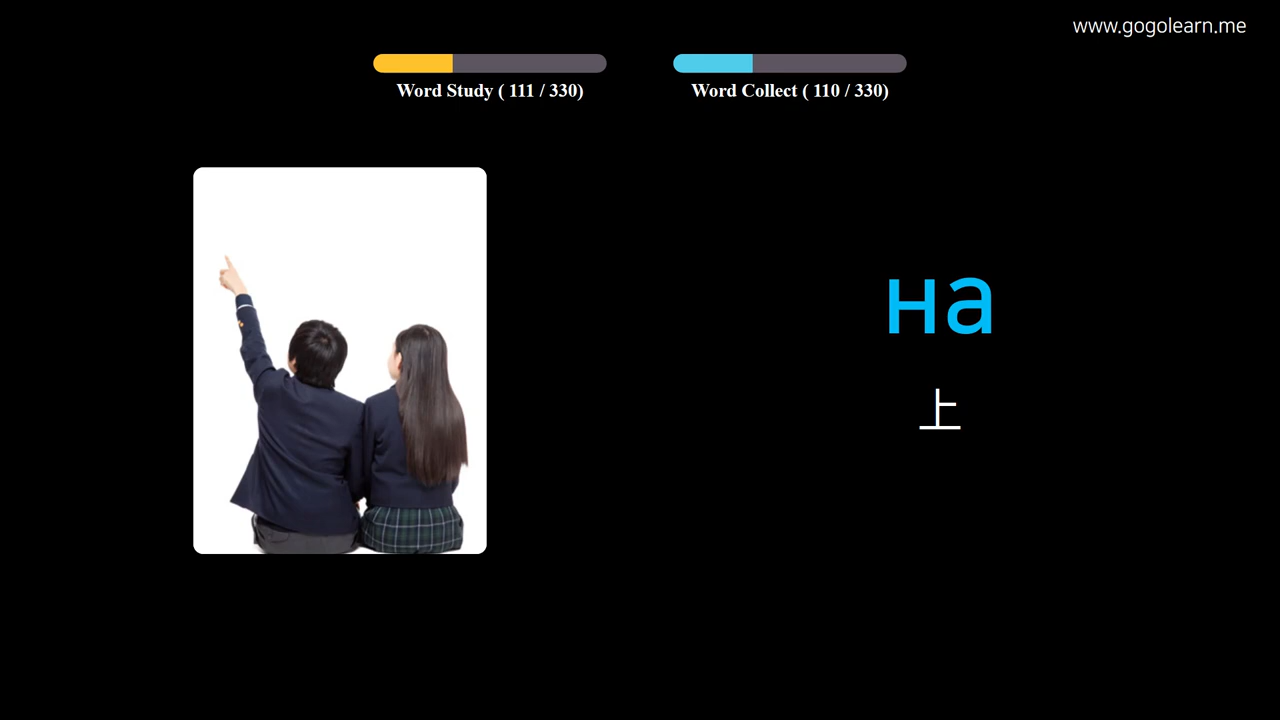 www.gogolearn.me
Word Study ( 111 / 330)
Word Collect ( 110 / 330)
на
上